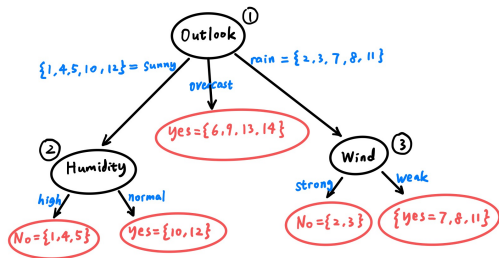 ①
Outlook
{1,4,5,10,12}=sunny
overcast
rain={2,3,7,8,11}
yes={6,9,13,14}
②
Humidity
③
Wind
high
normal
strong
weak
No={1,4,5}
Yes={10,12}
No={2,3}
{yes=7,8,11}